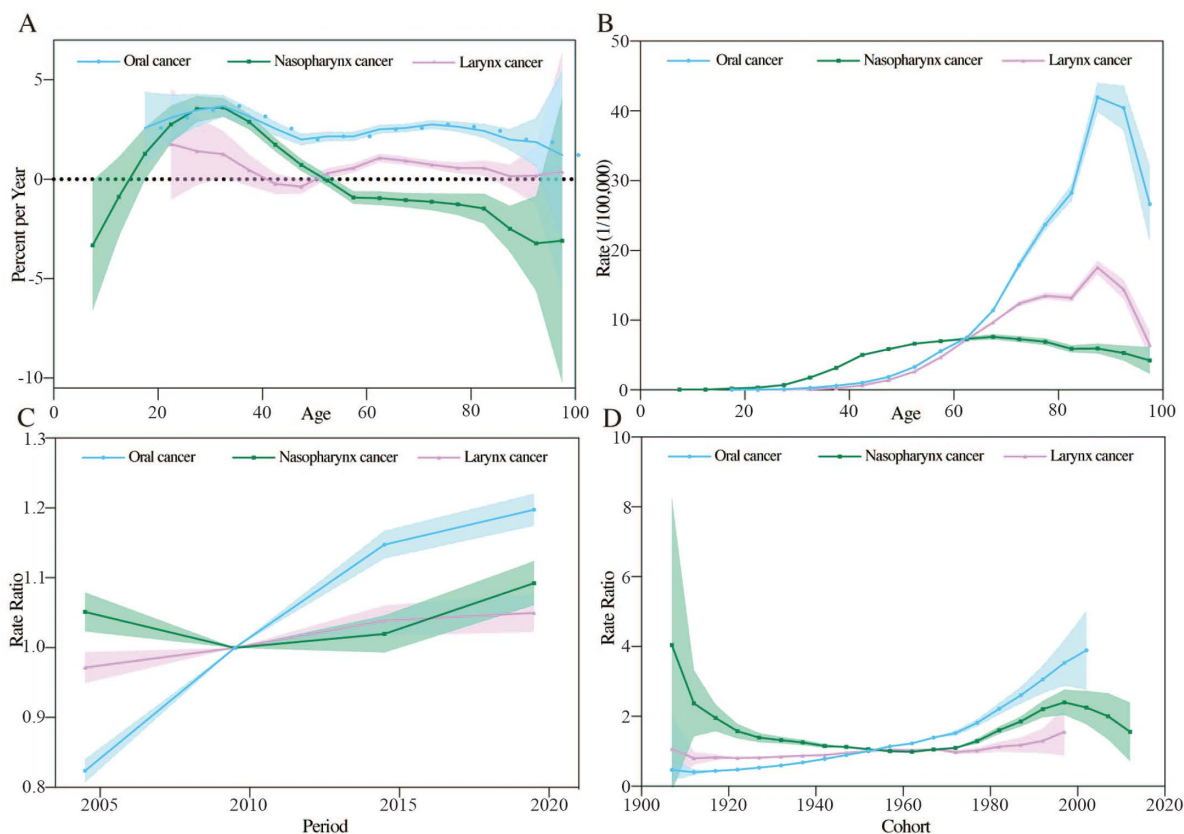 A
Oral cancer Nasopharynx cancer Larynx cancer
Percent per Year
5
0
-5
-10
0 20 40 60 80 100
Age
B
Oral cancer Nasopharynx cancer Larynx cancer
Rate (1/100,000)
50
40
30
20
10
0
0 20 40 60 80 100
Age
C
Oral cancer Nasopharynx cancer Larynx cancer
Rate Ratio
1.3
1.2
1.1
1.0
0.9
0.8
2005 2010 2015 2020
Period
D
Oral cancer Nasopharynx cancer Larynx cancer
Rate Ratio
10
8
6
4
2
0
1900 1920 1940 1960 1980 2000 2020
Cohort